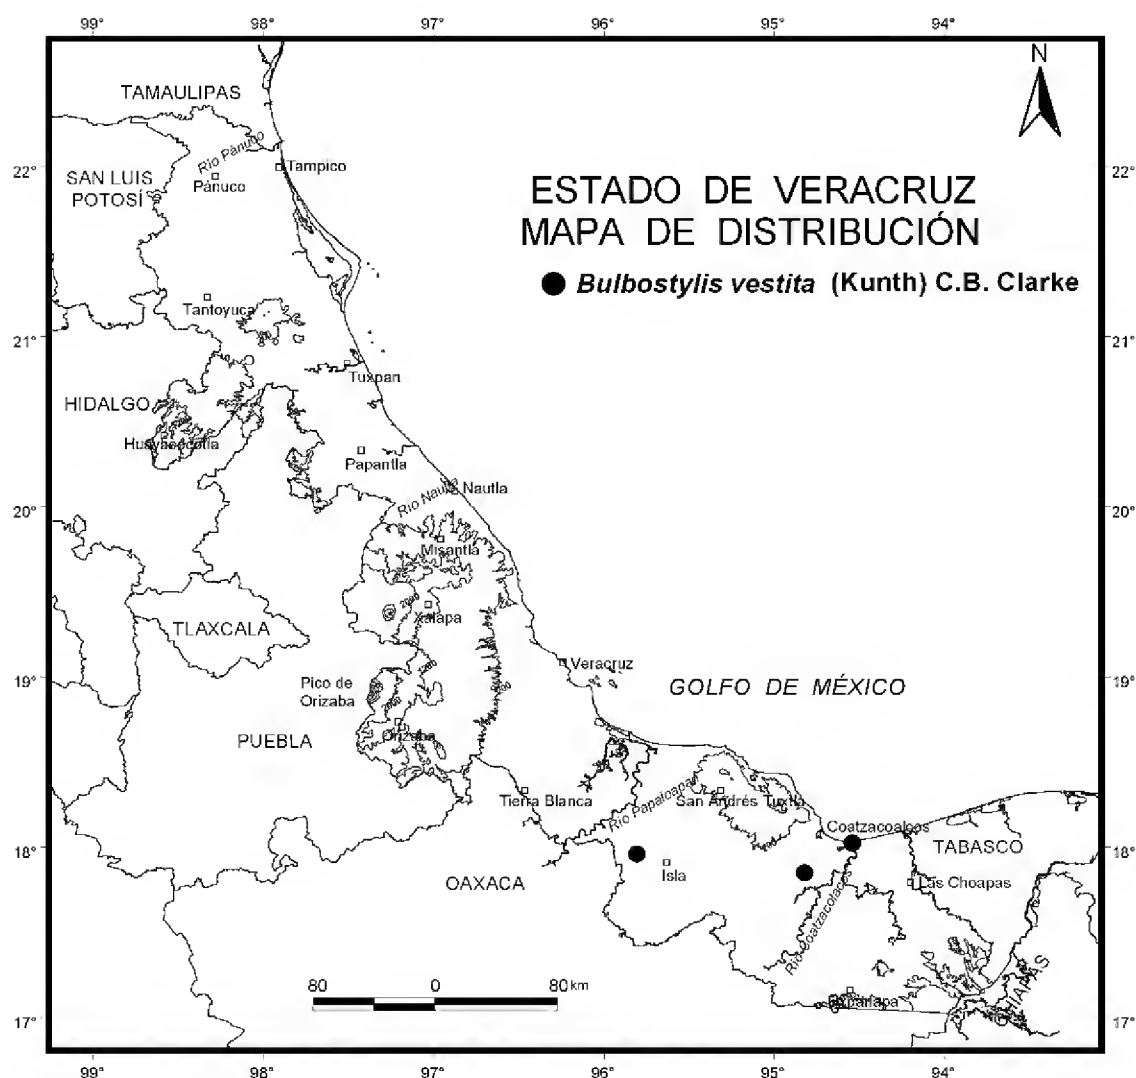 99° 98° 97° 96° 95° 94°
N
TAMAULIPAS
Río Pánuco
22° Tampico 22°
SAN LUIS
POTOSÍ
Pánuco
ESTADO DE VERACRUZ
MAPA DE DISTRIBUCIÓN
Bulbostylis vestita (Kunth) C.B. Clarke
Tantoyuca
21° 21°
Tuxpan
HIDALGO
Huayacocotla
Papantla
Nautla
Río Nautla
20° 20°
Misantla
2000
Xalapa
TLAXCALA
Veracruz
19° 19°
Pico de
Orizaba
GOLFO DE MÉXICO
Orizaba
PUEBLA
Tierra Blanca
Río Papaloapan
San Andrés Tuxtla
Coatzacoalcos
18° 18°
TABASCO
Isla
OAXACA
Las Choapas
Río Coatzacoalcos
80 0 80 km
CHIAPAS
17° 17°
99° 98° 97° 96° 95° 94°